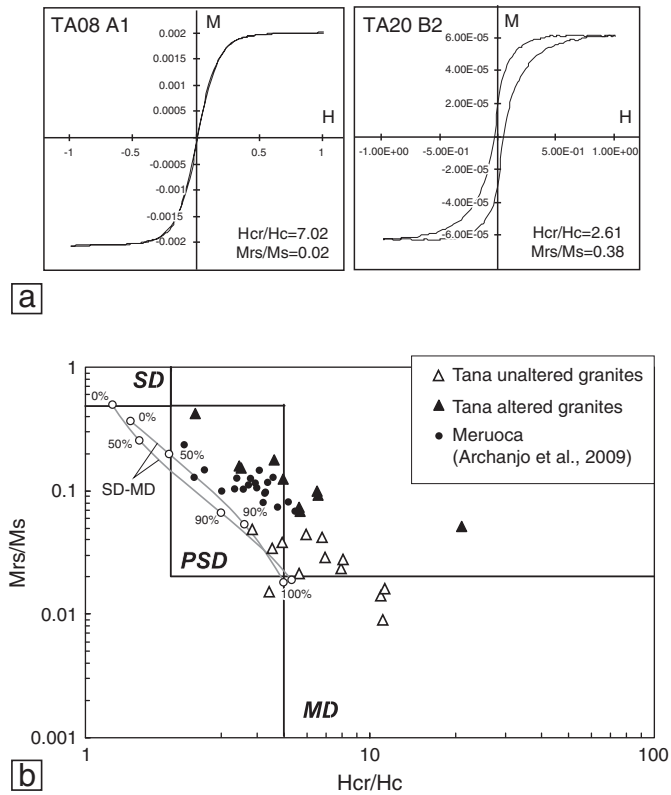 TA08 A1
M
0.002
0.0015
0.001
0.0005
H
-1
-0.5
0.5
1
-0.0005
-0.001
-0.0015
-0.002
Hcr/Hc=7.02
Mrs/Ms=0.02
TA20 B2
6.00E-05
M
4.00E-05
2.00E-05
H
-1.00E+00
-5.00E-01
5.00E-01
1.00E+00
-2.00E-05
-4.00E-05
-6.00E-05
Hcr/Hc=2.61
Mrs/Ms=0.38
a
1
SD
0%
0%
50%
50%
SD-MD
0.1
90%
90%
Mrs/Ms
PSD
100%
0.01
MD
0.001
1
10
100
Hcr/Hc
Tana unaltered granites
Tana altered granites
Meruoca
(Archanjo et al., 2009)
b